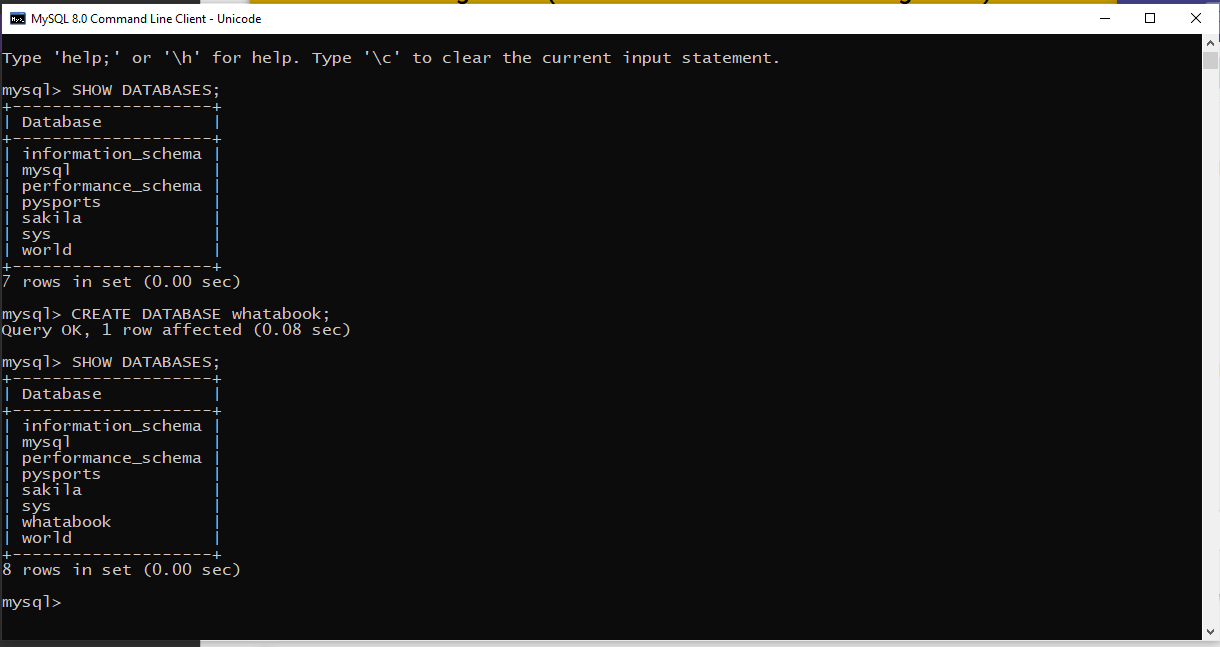 MySQL 8.0 Command Line Client - Unicode
Type 'help;' or '\h' for help. Type '\c' to clear the current input statement.
mysql> SHOW DATABASES;
+--------------------+
| Database           |
+--------------------+
| information_schema |
| mysql              |
| performance_schema |
| pysports           |
| sakila             |
| sys                |
| world              |
+--------------------+
7 rows in set (0.00 sec)
mysql> CREATE DATABASE whatabook;
Query OK, 1 row affected (0.08 sec)
mysql> SHOW DATABASES;
+--------------------+
| Database           |
+--------------------+
| information_schema |
| mysql              |
| performance_schema |
| pysports           |
| sakila             |
| sys                |
| whatabook          |
| world              |
+--------------------+
8 rows in set (0.00 sec)
mysql>